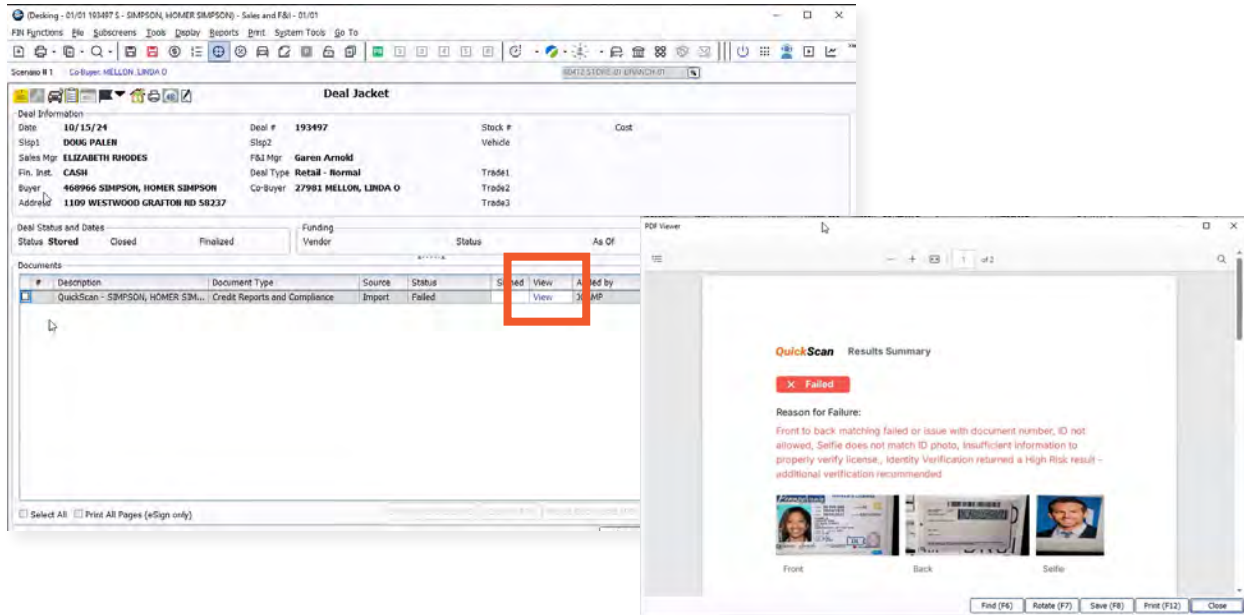 (Desking - 01/01 193497 S - SIMPSON, HOMER SIMPSON) - Sales and F&I - 01/01
F/N Functions File Subscreens Tools Display Reports Print System Tools Go To
Scenario # 1 Co-Buyer: MELLON, LINDA O
Deal Jacket
Deal Information
Date 10/15/24 Deal # 193497 Stock # Cost
Slsp1 DOUG PALEN Slsp2 Vehicle
Sales Mgr ELIZABETH RHODES F&I Mgr Garen Arnold
Fin. Inst. CASH Deal Type Retail - Normal Trade1
Buyer 468966 SIMPSON, HOMER SIMPSON Co-Buyer 27981 MELLON, LINDA O Trade2
Address 1109 WESTWOOD GRAFTON ND 58237 Trade3
Deal Status and Dates Funding
Status Stored Closed Finalized Vendor Status As Of
Documents
# Description Document Type Source Status Signed View Added by
QuickScan - SIMPSON, HOMER SIM... Credit Reports and Compliance Import Failed View
Select All Print All Pages (eSign only)
PDF Viewer
1 of 2
QuickScan Results Summary
X Failed
Reason for Failure:
Front to back matching failed or issue with document number, ID not
allowed, Selfie does not match ID photo, Insufficient information to
properly verify license., Identity Verification returned a High Risk result -
additional verification recommended
Front Back Selfie
Find (F6) Rotate (F7) Save (F8) Print (F12) Close